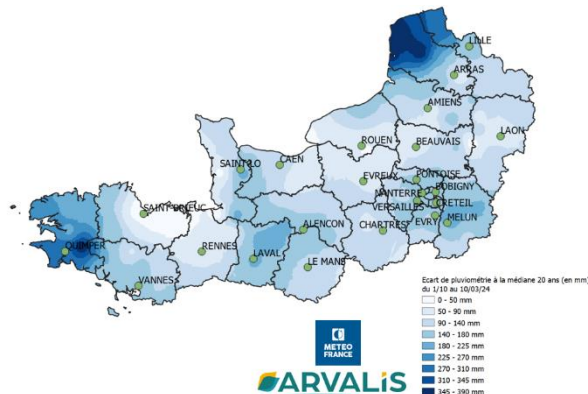 LILLE
ARRAS
AMIENS
ROUEN
BEAUVAIS
LAON
SAINT-LO
CAEN
EVREUX
PONTOISE
NANTERRE
BOBIGNY
VERSAILLES
CRETEIL
SAINT-BRIEUC
ALENCON
CHARTRES
EVRY
MELUN
QUIMPER
RENNES
LAVAL
LE MANS
VANNES
Ecart de pluviométrie à la médiane 20 ans (en mm)
du 1/10 au 10/03/24
0 - 50 mm
50 - 90 mm
90 - 140 mm
140 - 180 mm
180 - 225 mm
225 - 270 mm
270 - 310 mm
310 - 345 mm
345 - 390 mm
METEO
FRANCE
ARVALIS